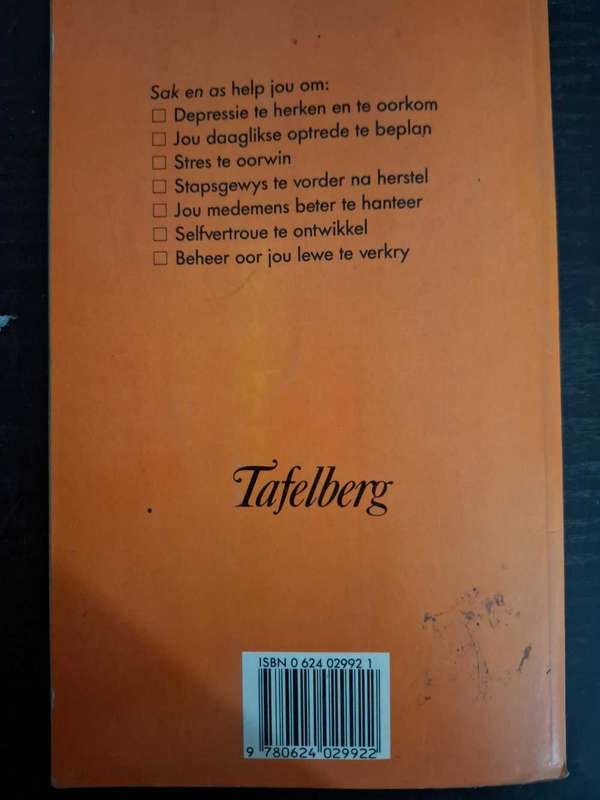 Sak en as help jou om:
☐ Depressie te herken en te oorkom
☐ Jou daaglikse optrede te beplan
☐ Stres te oorwin
☐ Stapsgewys te vorder na herstel
☐ Jou medemens beter te hanteer
☐ Selfvertroue te ontwikkel
☐ Beheer oor jou lewe te verkry
Tafelberg
ISBN 0 624 02992 1
9 780624 029922